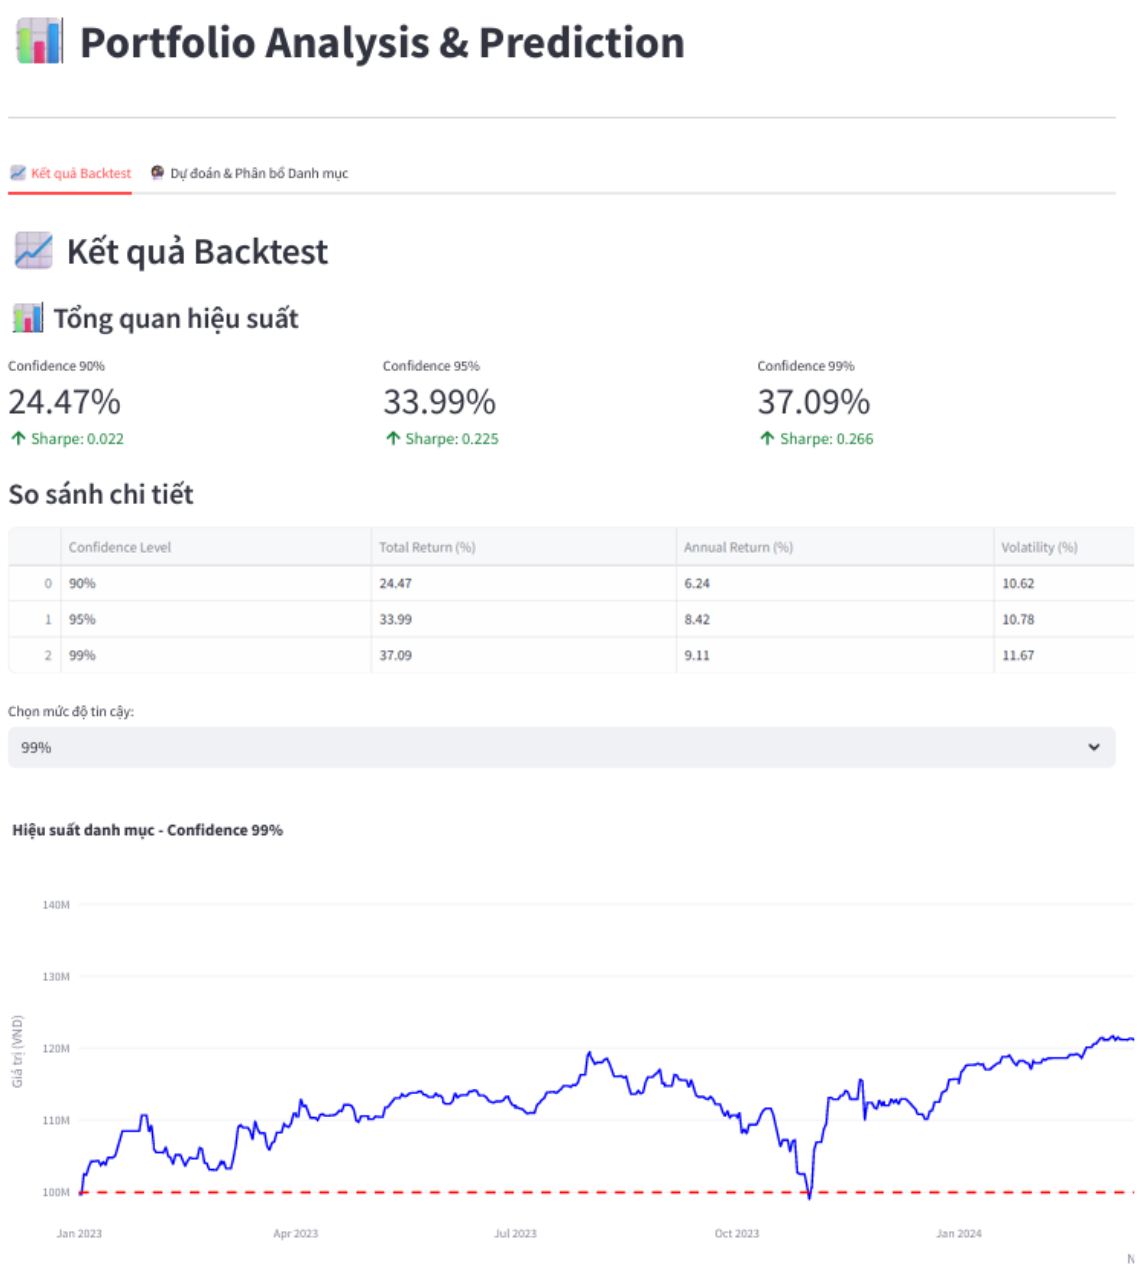 Portfolio Analysis & Prediction
Kết quả Backtest Dự đoán & Phân bổ Danh mục
Kết quả Backtest
Tổng quan hiệu suất
Confidence 90% Confidence 95% Confidence 99%
24.47% 33.99% 37.09%
↑ Sharpe: 0.022 ↑ Sharpe: 0.225 ↑ Sharpe: 0.266
So sánh chi tiết
Confidence Level Total Return (%) Annual Return (%) Volatility (%)
0 90% 24.47 6.24 10.62
1 95% 33.99 8.42 10.78
2 99% 37.09 9.11 11.67
Chọn mức độ tin cậy:
99%
Hiệu suất danh mục - Confidence 99%
140M
130M
120M
110M
100M
Giá trị (VND)
Jan 2023 Apr 2023 Jul 2023 Oct 2023 Jan 2024